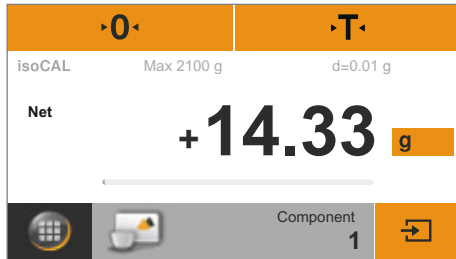 0 T
isoCAL Max 2100 g d=0.01 g
Net
+14.33 g
Component
1